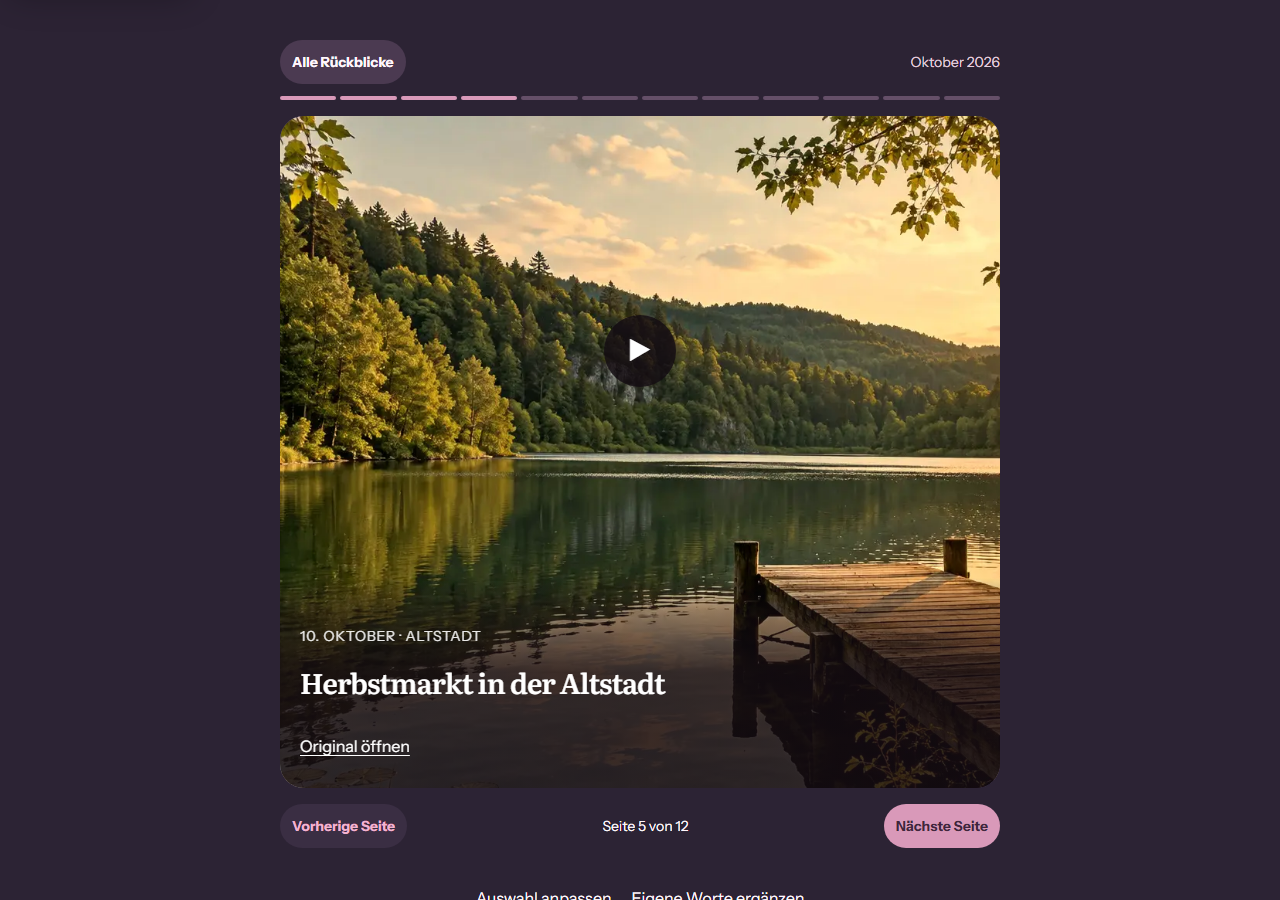 Alle Rückblicke
Oktober 2026
10. OKTOBER · ALTSTADT
Herbstmarkt in der Altstadt
Original öffnen
Vorherige Seite
Seite 5 von 12
Nächste Seite
Auswahl anpassen
Eigene Worte ergänzen